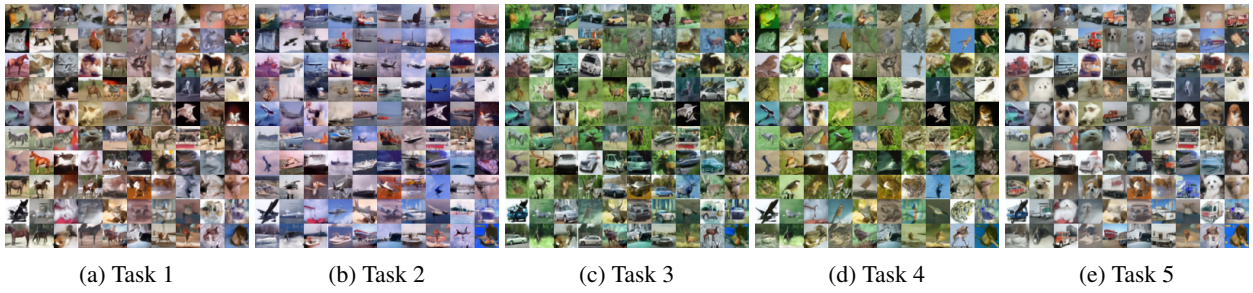 (a) Task 1
(b) Task 2
(c) Task 3
(d) Task 4
(e) Task 5